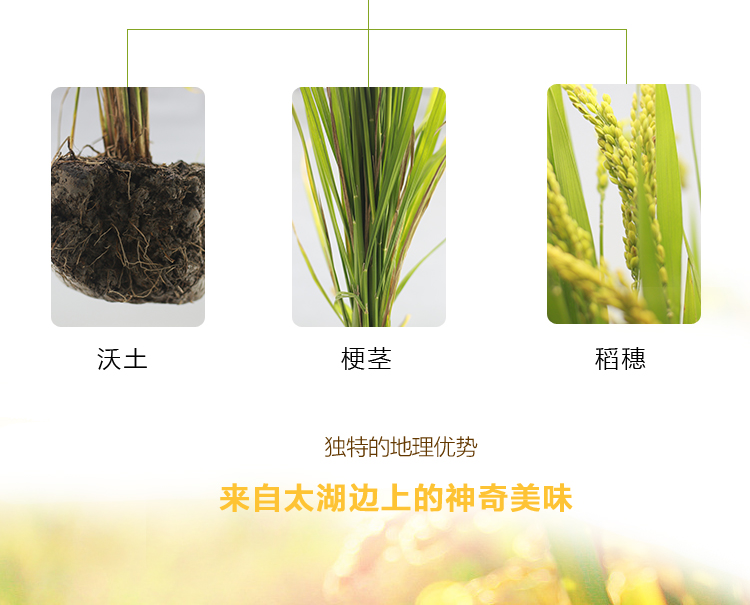 沃土
梗茎
稻穗
独特的地理优势
来自太湖边上的神奇美味